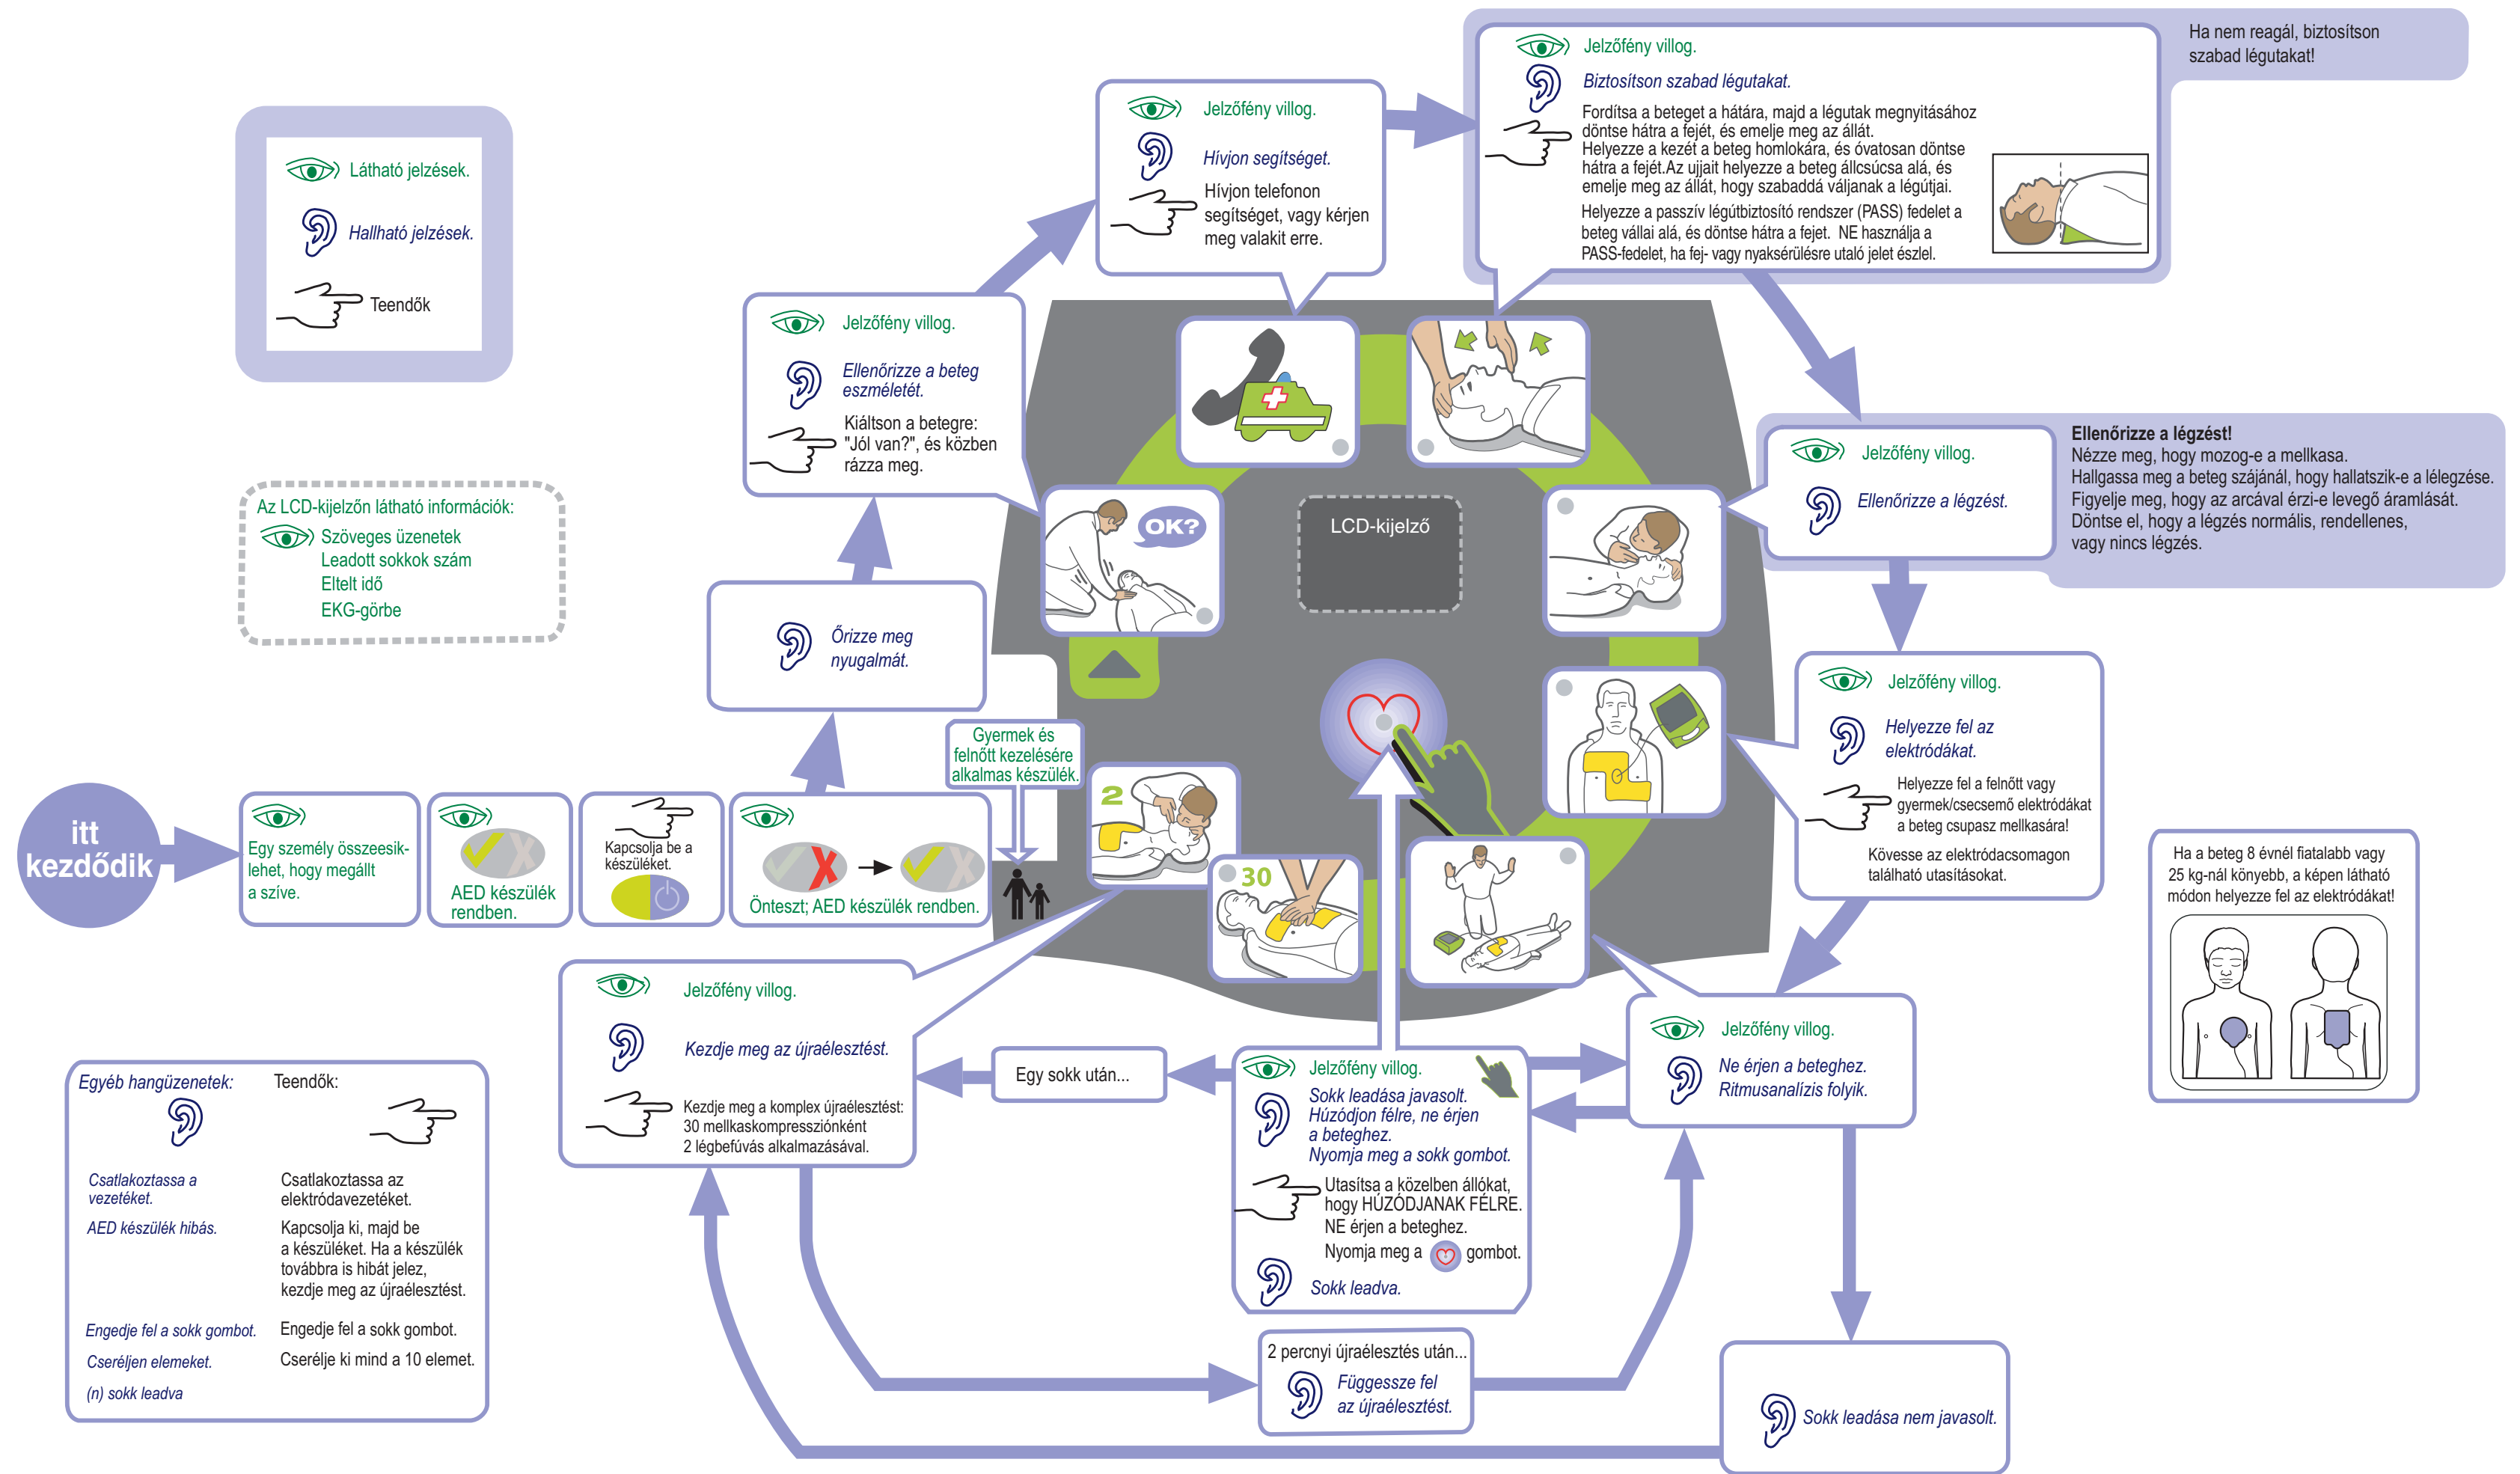 Látható jelzések.
Hallható jelzések.
Teendők
Az LCD-kijelzőn látható információk:
Szöveges üzenetek
Leadott sokkok szám
Eltelt idő
EKG-görbe
itt
kezdődik
Egy személy összeesik-
lehet, hogy megállt
a szíve.
AED készülék
rendben.
Kapcsolja be a
készüléket.
Önteszt; AED készülék rendben.
Gyermek és
felnőtt kezelésére
alkalmas készülék.
Őrizze meg
nyugalmát.
Jelzőfény villog.
Ellenőrizze a beteg
eszméletét.
Kiáltson a betegre:
"Jól van?", és közben
rázza meg.
OK?
Jelzőfény villog.
Hívjon segítséget.
Hívjon telefonon
segítséget, vagy kérjen
meg valakit erre.
Jelzőfény villog.
Biztosítson szabad légutakat.
Fordítsa a beteget a hátára, majd a légutak megnyitásához
döntse hátra a fejét, és emelje meg az állát.
Helyezze a kezét a beteg homlokára, és óvatosan döntse
hátra a fejét.Az ujjait helyezze a beteg állcsúcsa alá, és
emelje meg az állát, hogy szabaddá váljanak a légútjai.
Helyezze a passzív légútbiztosító rendszer (PASS) fedelet a
beteg vállai alá, és döntse hátra a fejet. NE használja a
PASS-fedelet, ha fej- vagy nyaksérülésre utaló jelet észlel.
Ha nem reagál, biztosítson
szabad légutakat!
LCD-kijelző
Jelzőfény villog.
Ellenőrizze a légzést.
Ellenőrizze a légzést!
Nézze meg, hogy mozog-e a mellkasa.
Hallgassa meg a beteg szájánál, hogy hallatszik-e a lélegzése.
Figyelje meg, hogy az arcával érzi-e levegő áramlását.
Döntse el, hogy a légzés normális, rendellenes,
vagy nincs légzés.
Jelzőfény villog.
Helyezze fel az
elektródákat.
Helyezze fel a felnőtt vagy
gyermek/csecsemő elektródákat
a beteg csupasz mellkasára!
Kövesse az elektródacsomagon
található utasításokat.
Ha a beteg 8 évnél fiatalabb vagy
25 kg-nál könyebb, a képen látható
módon helyezze fel az elektródákat!
2
30
Jelzőfény villog.
Ne érjen a beteghez.
Ritmusanalízis folyik.
Jelzőfény villog.
Sokk leadása javasolt.
Húzódjon félre, ne érjen
a beteghez.
Nyomja meg a sokk gombot.
Utasítsa a közelben állókat,
hogy HÚZÓDJANAK FÉLRE.
NE érjen a beteghez.
Nyomja meg a gombot.
Sokk leadva.
Egy sokk után...
Jelzőfény villog.
Kezdje meg az újraélesztést.
Kezdje meg a komplex újraélesztést:
30 mellkaskompressziónként
2 légbefúvás alkalmazásával.
2 percnyi újraélesztés után...
Függessze fel
az újraélesztést.
Sokk leadása nem javasolt.
Egyéb hangüzenetek: Teendők:
Csatlakoztassa a
vezetéket.
Csatlakoztassa az
elektródavezetéket.
AED készülék hibás.
Kapcsolja ki, majd be
a készüléket. Ha a készülék
továbbra is hibát jelez,
kezdje meg az újraélesztést.
Engedje fel a sokk gombot. Engedje fel a sokk gombot.
Cseréljen elemeket. Cserélje ki mind a 10 elemet.
(n) sokk leadva